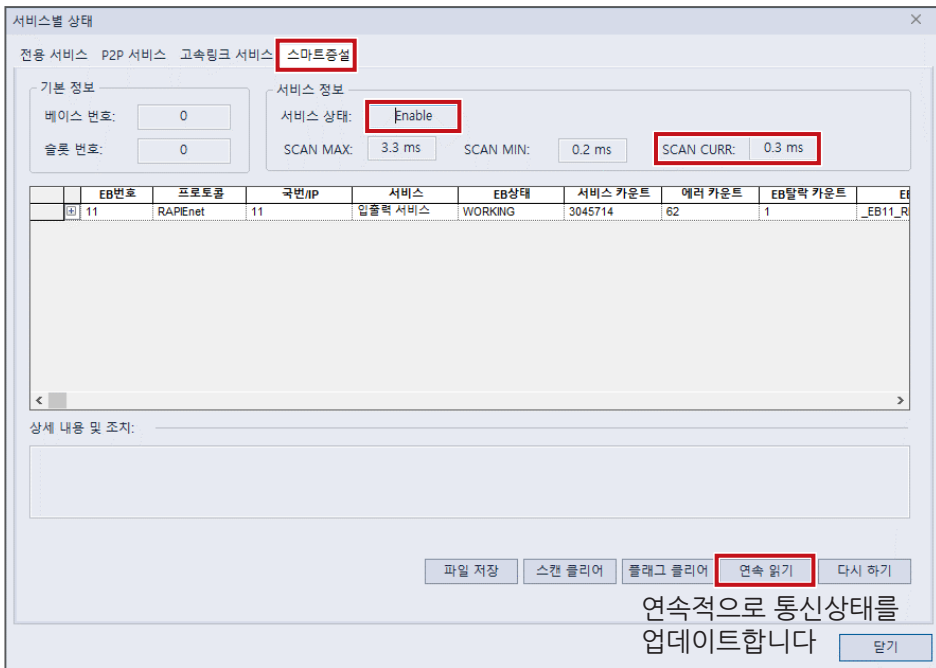 서비스별 상태
전용 서비스 P2P 서비스 고속링크 서비스 스마트증설
기본 정보
베이스 번호: 0
슬롯 번호: 0
서비스 정보
서비스 상태: Enable
SCAN MAX: 3.3 ms SCAN MIN: 0.2 ms SCAN CURR: 0.3 ms
EB번호 프로토콜 국번/IP 서비스 EB상태 서비스 카운트 에러 카운트 EB탈락 카운트
11 RAPIEnet 11 입출력 서비스 WORKING 3045714 62 1
상세 내용 및 조치:
파일 저장 스캔 클리어 플래그 클리어 연속 읽기 다시 하기
연속적으로 통신상태를
업데이트합니다
닫기